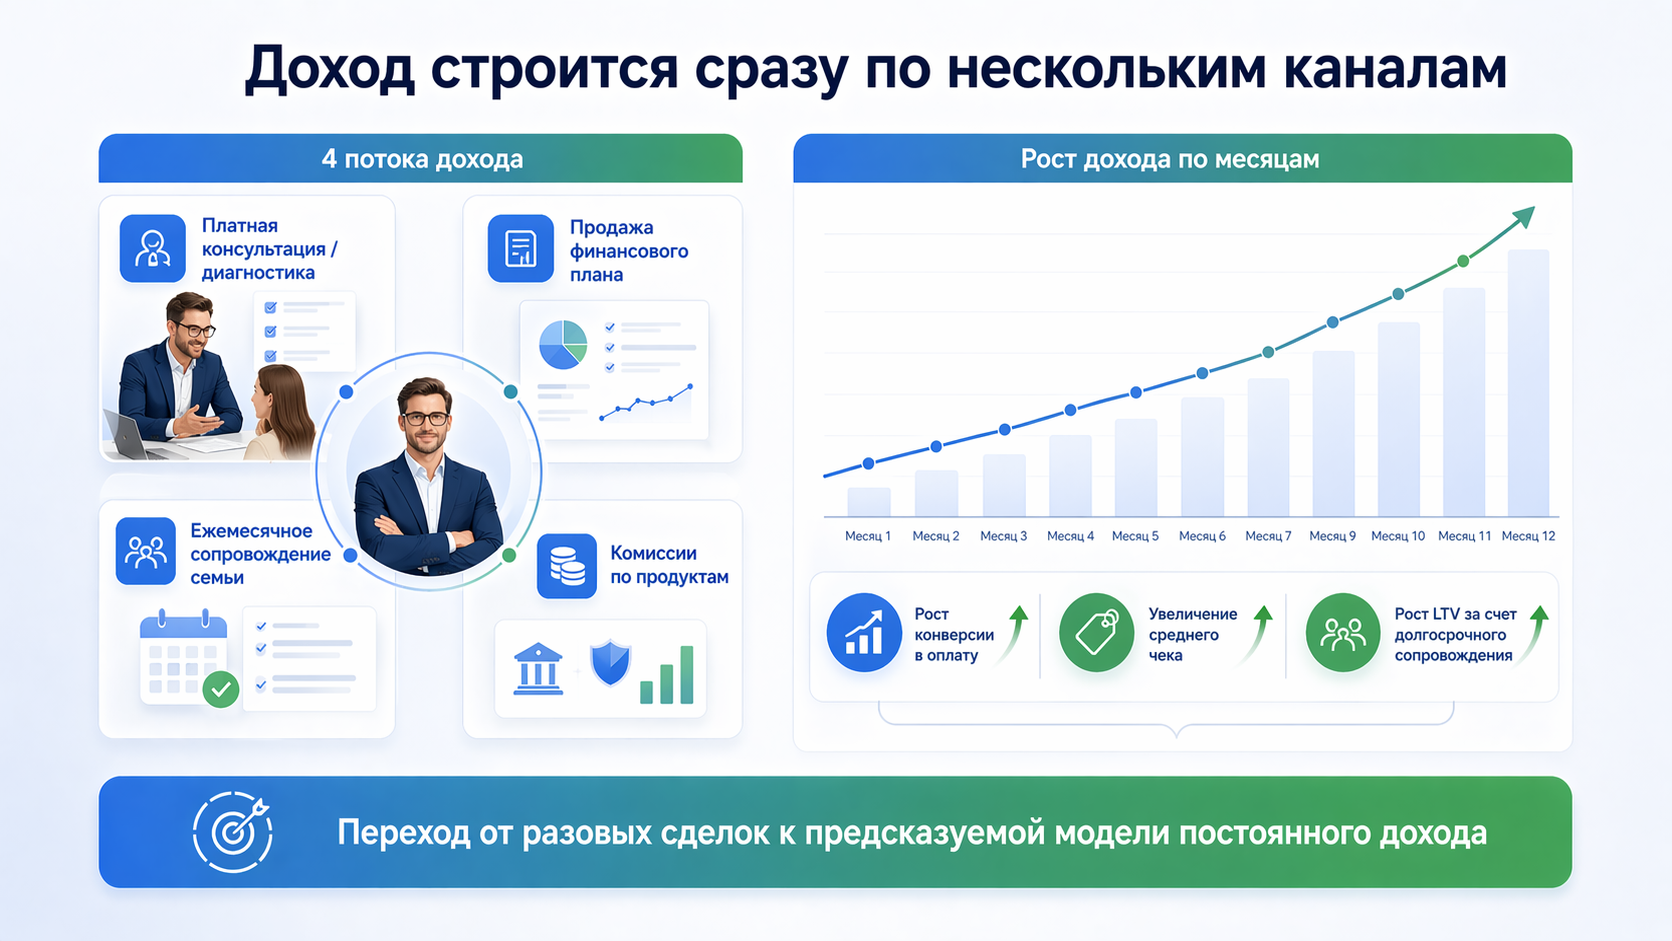 Доход строится сразу по нескольким каналам
4 потока дохода
Платная
консультация /
диагностика
Продажа
финансового
плана
Ежемесячное
сопровождение
семьи
Комиссии
по продуктам
Рост дохода по месяцам
Месяц 1 Месяц 2 Месяц 3 Месяц 4 Месяц 5 Месяц 6 Месяц 7 Месяц 9 Месяц 10 Месяц 11 Месяц 12
Рост
конверсии
в оплату
Увеличение
среднего
чека
Рост LTV за счет
долгосрочного
сопровождения
Переход от разовых сделок к предсказуемой модели постоянного дохода